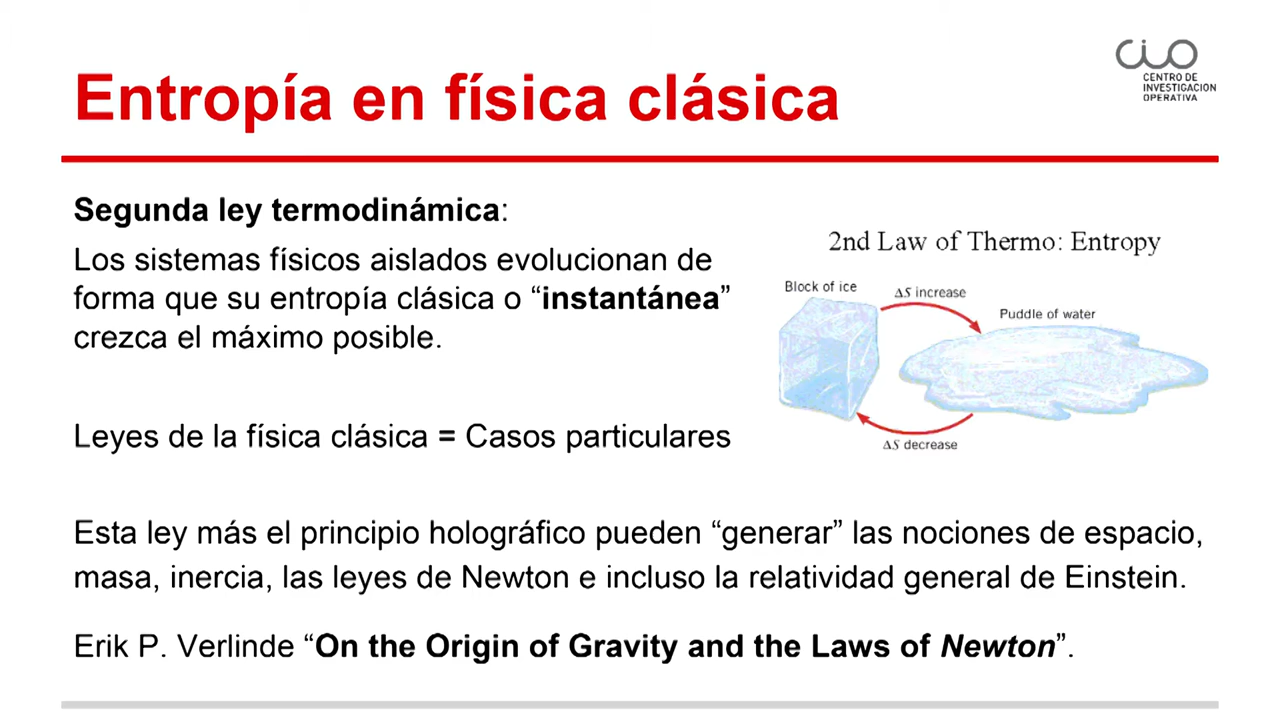 Entropía en física clásica
CIO
CENTRO DE
INVESTIGACION
OPERATIVA
Segunda ley termodinámica:
Los sistemas físicos aislados evolucionan de
forma que su entropía clásica o “instantánea”
crezca el máximo posible.
2nd Law of Thermo: Entropy
Block of ice
ΔS increase
Puddle of water
ΔS decrease
Leyes de la física clásica = Casos particulares
Esta ley más el principio holográfico pueden “generar” las nociones de espacio,
masa, inercia, las leyes de Newton e incluso la relatividad general de Einstein.
Erik P. Verlinde “On the Origin of Gravity and the Laws of Newton”.